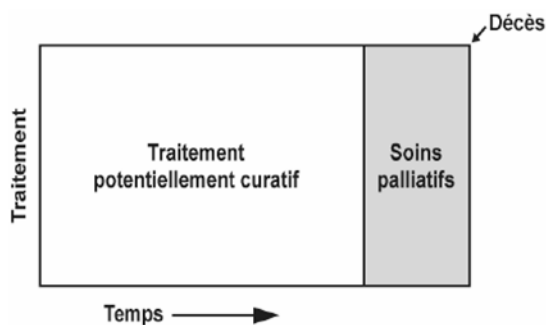 Décès
Traitement
Traitement
potentiellement curatif
Soins
palliatifs
Temps